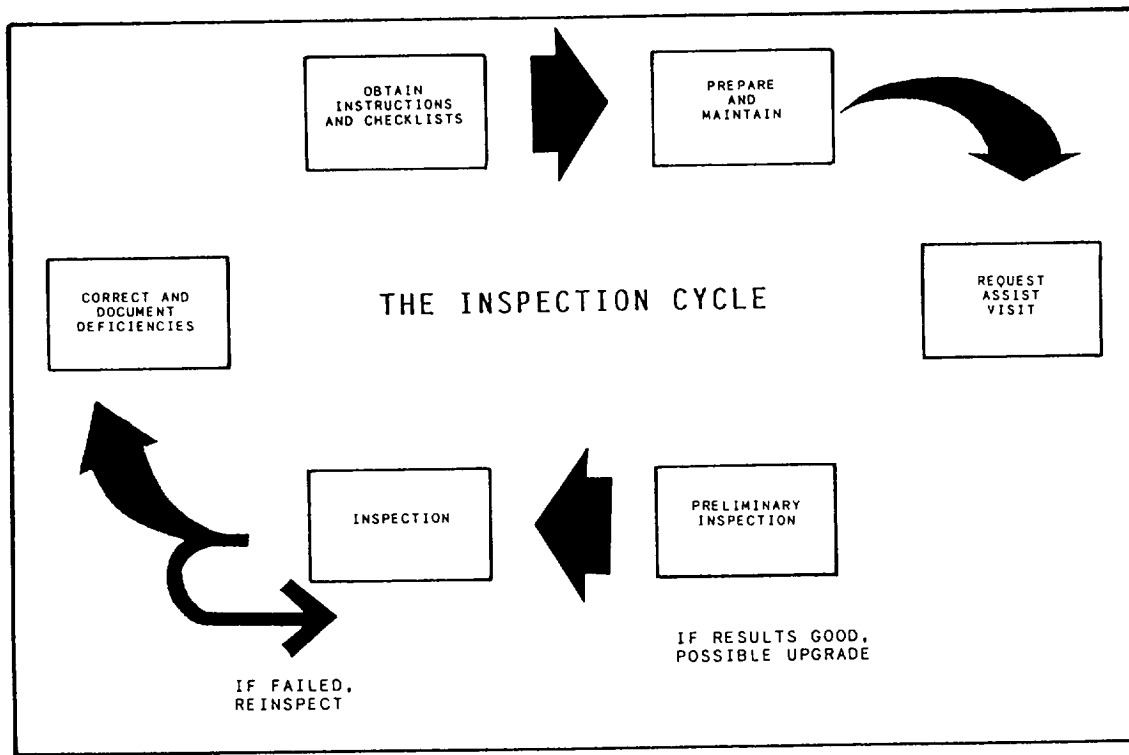 OBTAIN
INSTRUCTIONS
AND CHECKLISTS
PREPARE
AND
MAINTAIN
CORRECT AND
DOCUMENT
DEFICIENCIES
THE INSPECTION CYCLE
REQUEST
ASSIST
VISIT
INSPECTION
PRELIMINARY
INSPECTION
IF RESULTS GOOD,
POSSIBLE UPGRADE
IF FAILED,
REINSPECT